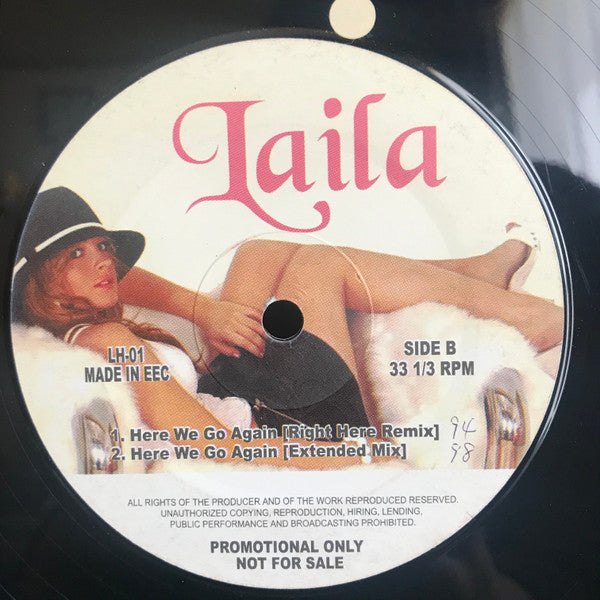 Laila
LH-01
MADE IN EEC
SIDE B
33 1/3 RPM
1. Here We Go Again [Right Here Remix] 94
2. Here We Go Again [Extended Mix] 98
ALL RIGHTS OF THE PRODUCER AND OF THE WORK REPRODUCED RESERVED.
UNAUTHORIZED COPYING, REPRODUCTION, HIRING, LENDING,
PUBLIC PERFORMANCE AND BROADCASTING PROHIBITED.
PROMOTIONAL ONLY
NOT FOR SALE